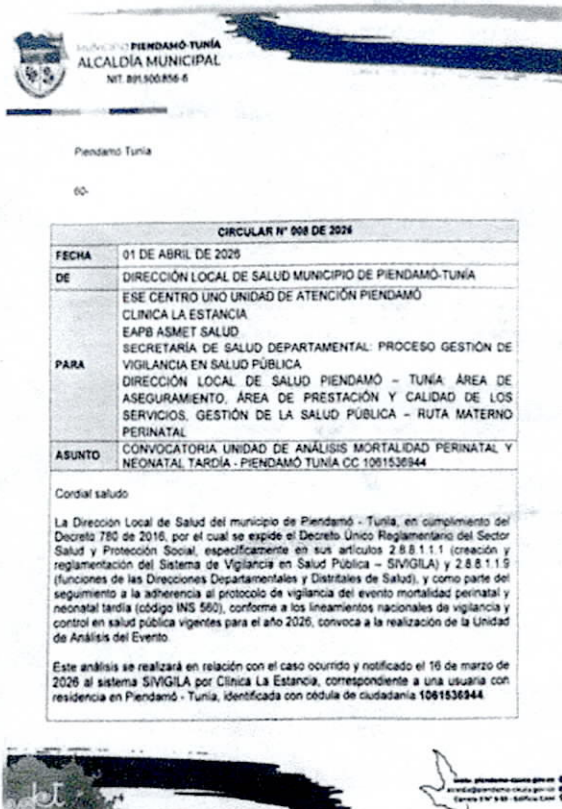 MUNICIPIO PIENDAMÓ-TUNÍA
ALCALDÍA MUNICIPAL
NIT. 891.500.856-6
Piendamó Tunía
60-
CIRCULAR N° 008 DE 2026
FECHA 01 DE ABRIL DE 2026
DE DIRECCIÓN LOCAL DE SALUD MUNICIPIO DE PIENDAMÓ-TUNÍA
PARA
ESE CENTRO UNO UNIDAD DE ATENCIÓN PIENDAMÓ
CLINICA LA ESTANCIA
EAPB ASMET SALUD
SECRETARÍA DE SALUD DEPARTAMENTAL: PROCESO GESTIÓN DE
VIGILANCIA EN SALUD PÚBLICA
DIRECCIÓN LOCAL DE SALUD PIENDAMÓ – TUNÍA: ÁREA DE
ASEGURAMIENTO, ÁREA DE PRESTACIÓN Y CALIDAD DE LOS
SERVICIOS, GESTIÓN DE LA SALUD PÚBLICA – RUTA MATERNO
PERINATAL
ASUNTO CONVOCATORIA UNIDAD DE ANÁLISIS MORTALIDAD PERINATAL Y
NEONATAL TARDÍA - PIENDAMÓ TUNÍA CC 1061536944
Cordial saludo
La Dirección Local de Salud del municipio de Piendamó - Tunía, en cumplimiento del
Decreto 780 de 2016, por el cual se expide el Decreto Único Reglamentario del Sector
Salud y Protección Social, específicamente en sus artículos 2.8.8.1.1.1 (creación y
reglamentación del Sistema de Vigilancia en Salud Pública – SIVIGILA) y 2.8.8.1.1.9
(funciones de las Direcciones Departamentales y Distritales de Salud), y como parte del
seguimiento a la adherencia al protocolo de vigilancia del evento mortalidad perinatal y
neonatal tardía (código INS 560), conforme a los lineamientos nacionales de vigilancia y
control en salud pública vigentes para el año 2026, convoca a la realización de la Unidad
de Análisis del Evento.
Este análisis se realizará en relación con el caso ocurrido y notificado el 16 de marzo de
2026 al sistema SIVIGILA por Clínica La Estancia, correspondiente a una usuaria con
residencia en Piendamó - Tunía, identificada con cédula de ciudadanía 1061536944.
www. piendamo-cauca.gov.co